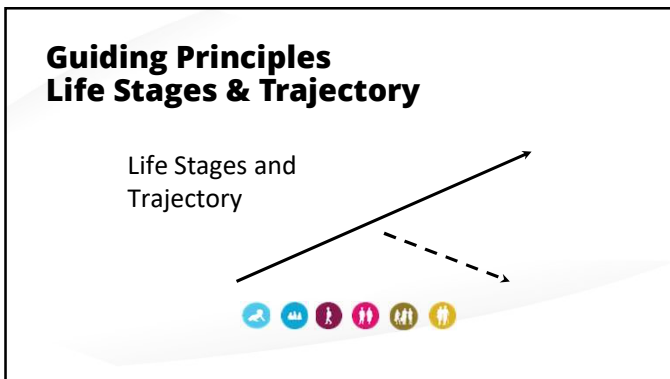 Guiding Principles
Life Stages & Trajectory
Life Stages and
Trajectory